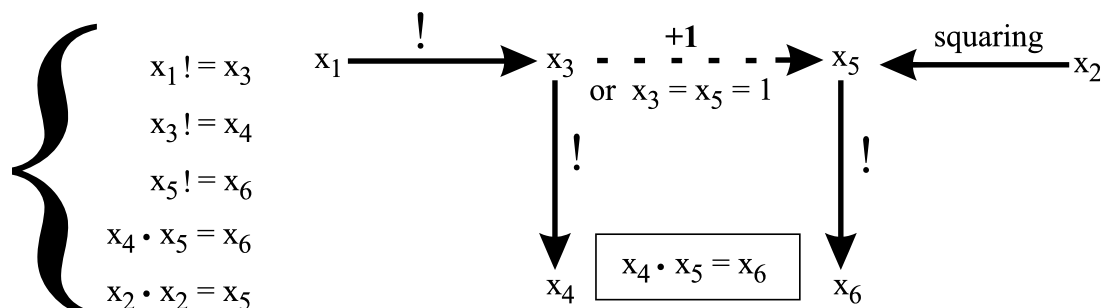 x₁! = x₃
x₃! = x₄
x₅! = x₆
x₄ · x₅ = x₆
x₂ · x₂ = x₅
x₁ ! x₃ +1 x₅ squaring x₂
or x₃ = x₅ = 1
! !
x₄ x₄ · x₅ = x₆ x₆